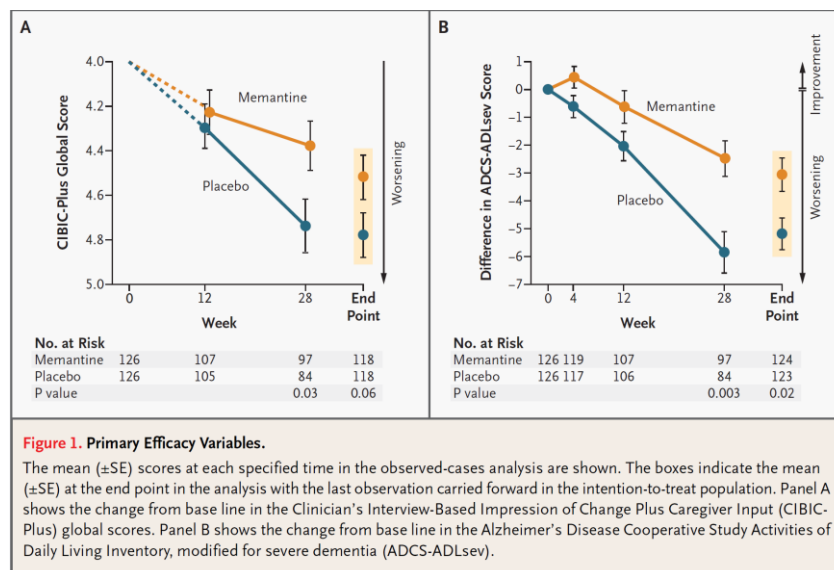 A
CIBIC-Plus Global Score
4.0
4.2
4.4
4.6
4.8
5.0
Memantine
Placebo
Worsening
0
12
28
End
Point
Week
No. at Risk
Memantine 126 107 97 118
Placebo 126 105 84 118
P value 0.03 0.06
B
Difference in ADCS-ADLsev Score
1
0
–1
–2
–3
–4
–5
–6
–7
Memantine
Placebo
Improvement
Worsening
0
4
12
28
End
Point
Week
No. at Risk
Memantine 126 119 107 97 124
Placebo 126 117 106 84 123
P value 0.003 0.02
Figure 1. Primary Efficacy Variables.
The mean (±SE) scores at each specified time in the observed-cases analysis are shown. The boxes indicate the mean
(±SE) at the end point in the analysis with the last observation carried forward in the intention-to-treat population. Panel A
shows the change from base line in the Clinician's Interview-Based Impression of Change Plus Caregiver Input (CIBIC-
Plus) global scores. Panel B shows the change from base line in the Alzheimer's Disease Cooperative Study Activities of
Daily Living Inventory, modified for severe dementia (ADCS-ADLsev).